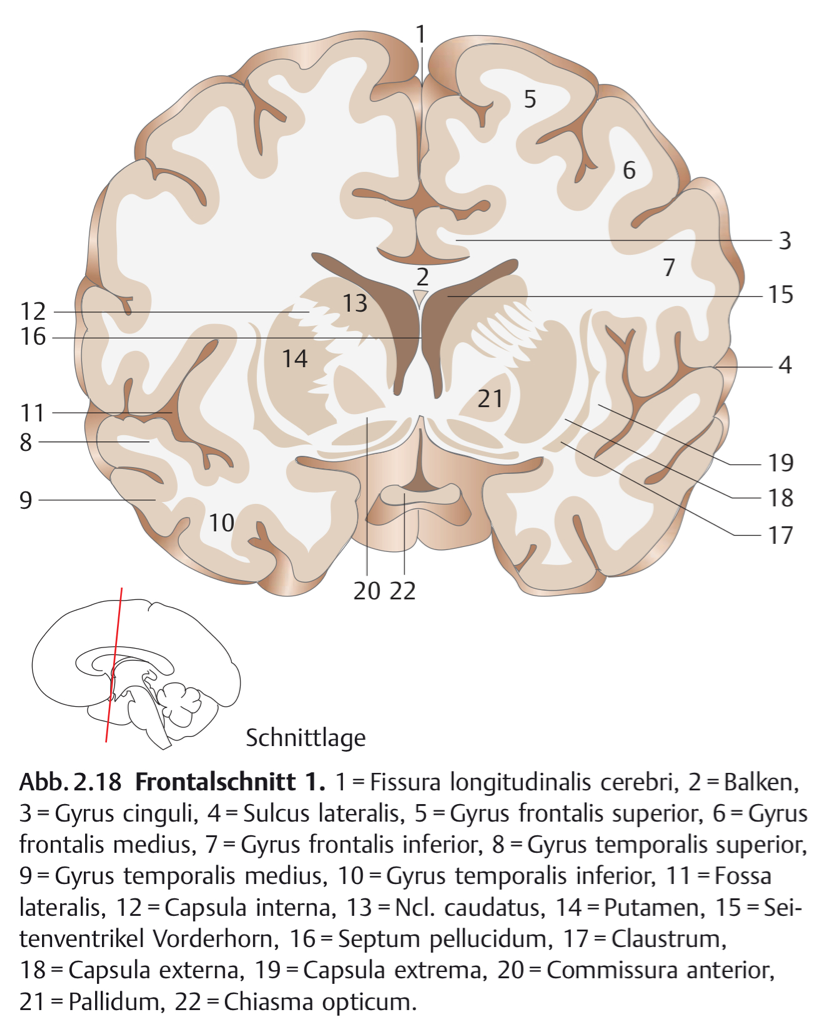 1
5
6
3
7
2
13
15
12
16
14
4
21
11
8
19
9
18
10
17
20 22
Schnittlage
Abb. 2.18 Frontalschnitt 1. 1 = Fissura longitudinalis cerebri, 2 = Balken,
3 = Gyrus cinguli, 4 = Sulcus lateralis, 5 = Gyrus frontalis superior, 6 = Gyrus
frontalis medius, 7 = Gyrus frontalis inferior, 8 = Gyrus temporalis superior,
9 = Gyrus temporalis medius, 10 = Gyrus temporalis inferior, 11 = Fossa
lateralis, 12 = Capsula interna, 13 = Ncl. caudatus, 14 = Putamen, 15 = Sei-
tenventrikel Vorderhorn, 16 = Septum pellucidum, 17 = Claustrum,
18 = Capsula externa, 19 = Capsula extrema, 20 = Commissura anterior,
21 = Pallidum, 22 = Chiasma opticum.